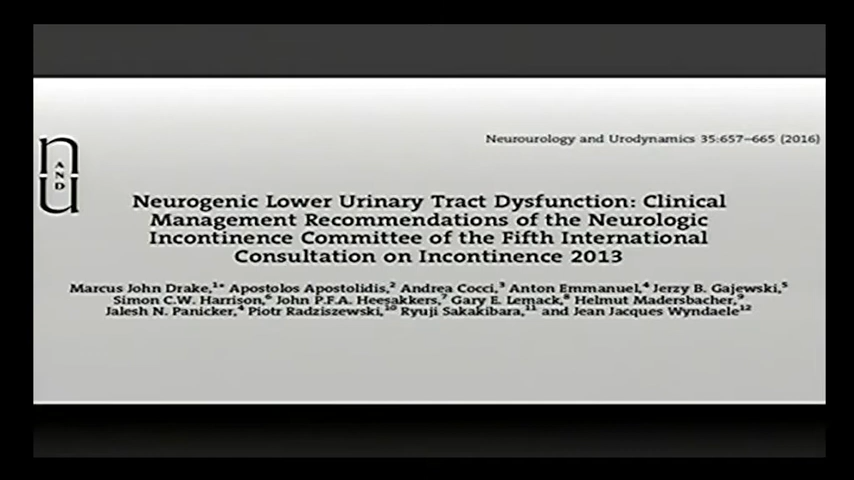 n
AND
u
Neurourology and Urodynamics 35:657–665 (2016)
Neurogenic Lower Urinary Tract Dysfunction: Clinical
Management Recommendations of the Neurologic
Incontinence Committee of the Fifth International
Consultation on Incontinence 2013
Marcus John Drake,¹* Apostolos Apostolidis,² Andrea Cocci,³ Anton Emmanuel,⁴ Jerzy B. Gajewski,⁵
Simon C.W. Harrison,⁶ John P.F.A. Heesakkers,⁷ Gary E. Lemack,⁸ Helmut Madersbacher,⁹
Jalesh N. Panicker,⁴ Piotr Radziszewski,¹⁰ Ryuji Sakakibara,¹¹ and Jean Jacques Wyndaele¹²